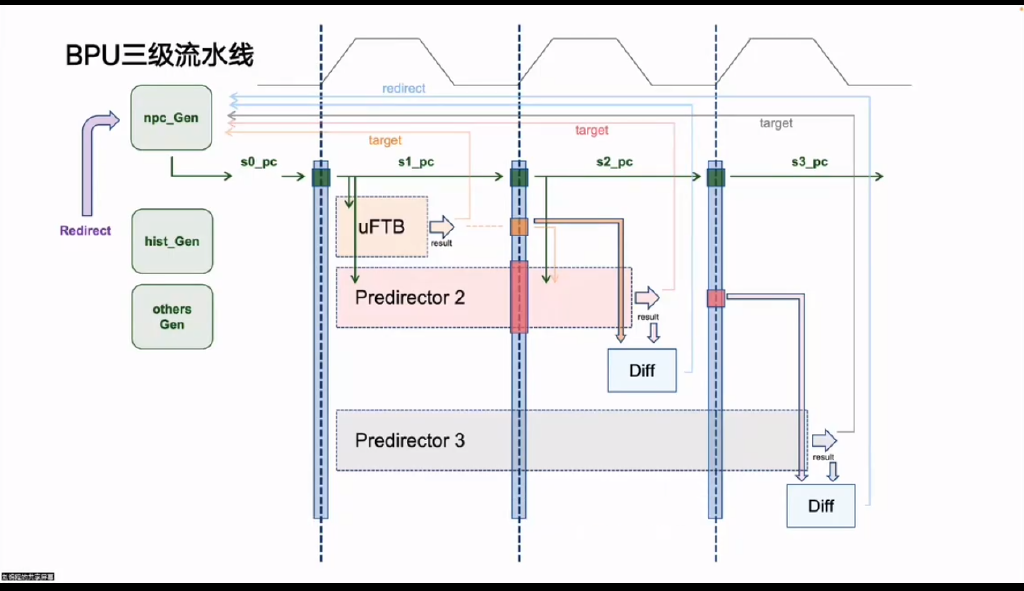 BPU三级流水线
redirect
npc_Gen
target
target
target
s0_pc
s1_pc
s2_pc
s3_pc
Redirect
hist_Gen
uFTB
result
others
Gen
Predirector 2
result
Diff
Predirector 3
result
Diff